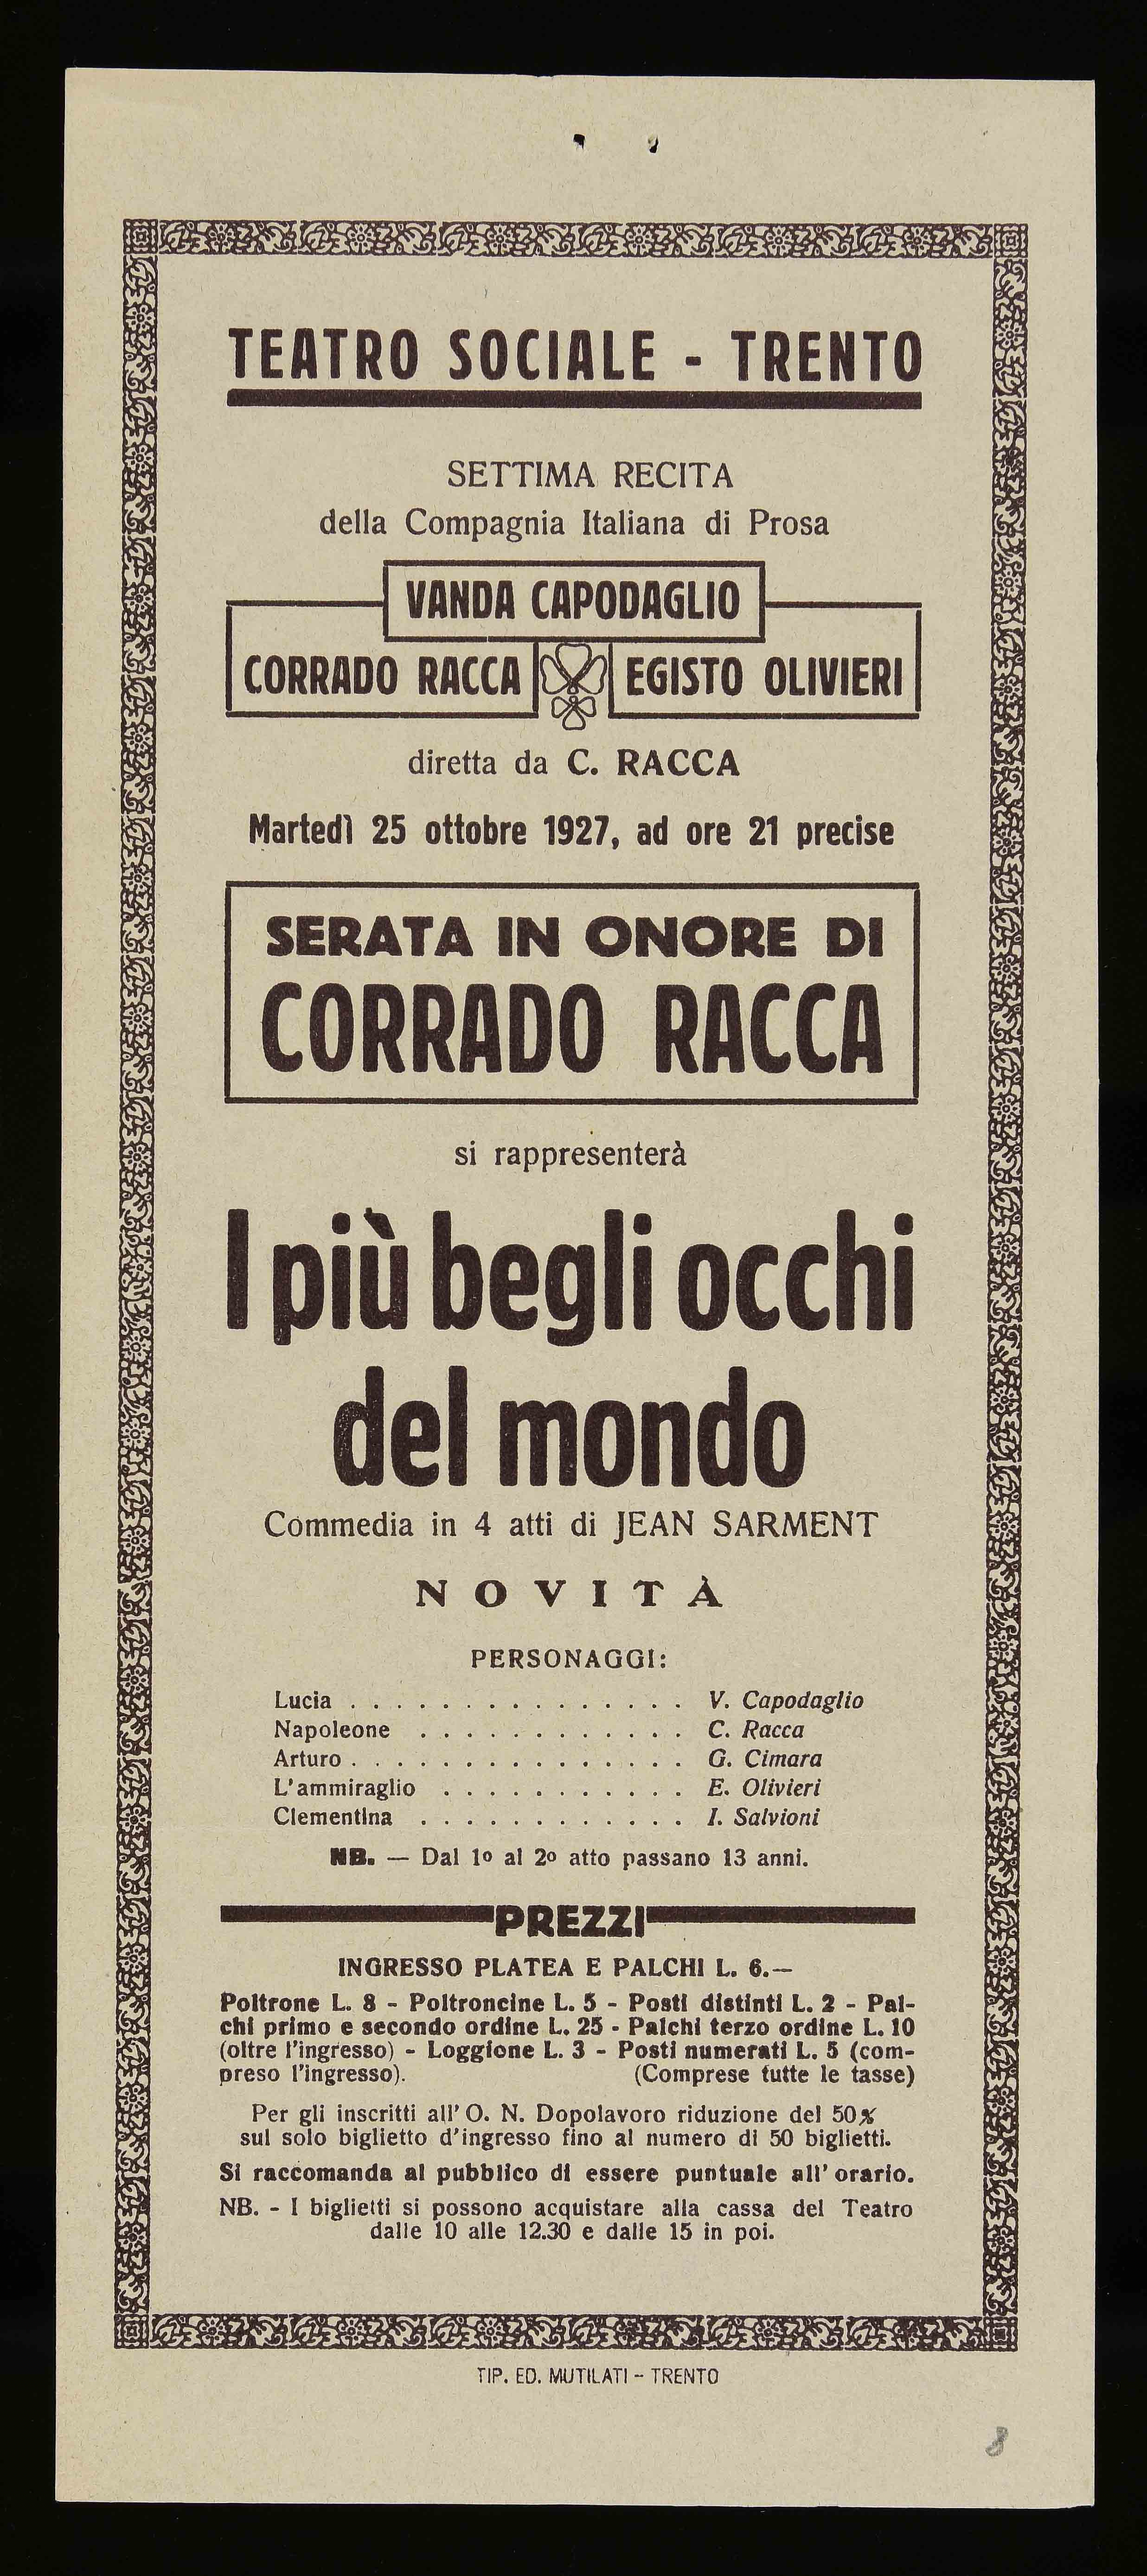 TEATRO SOCIALE - TRENTO
SETTIMA RECITA
della Compagnia Italiana di Prosa
VANDA CAPODAGLIO
CORRADO RACCA EGISTO OLIVIERI
diretta da C. RACCA
Martedì 25 ottobre 1927, ad ore 21 precise
SERATA IN ONORE DI
CORRADO RACCA
si rappresenterà
I più begli occhi
del mondo
Commedia in 4 atti di JEAN SARMENT
NOVITÀ
PERSONAGGI:
Lucia . . . . . . . . . . . . . . . V. Capodaglio
Napoleone . . . . . . . . . . . . C. Racca
Arturo . . . . . . . . . . . . . . . G. Cimara
L'ammiraglio . . . . . . . . . . . E. Olivieri
Clementina . . . . . . . . . . . . I. Salvioni
NB. — Dal 1o al 2o atto passano 13 anni.
PREZZI
INGRESSO PLATEA E PALCHI L. 6.—
Poltrone L. 8 - Poltroncine L. 5 - Posti distinti L. 2 - Pal-
chi primo e secondo ordine L. 25 - Palchi terzo ordine L. 10
(oltre l'ingresso) - Loggione L. 3 - Posti numerati L. 5 (com-
preso l'ingresso). (Comprese tutte le tasse)
Per gli inscritti all'O. N. Dopolavoro riduzione del 50%
sul solo biglietto d'ingresso fino al numero di 50 biglietti.
Si raccomanda al pubblico di essere puntuale all'orario.
NB. - I biglietti si possono acquistare alla cassa del Teatro
dalle 10 alle 12.30 e dalle 15 in poi.
TIP. ED. MUTILATI - TRENTO
8